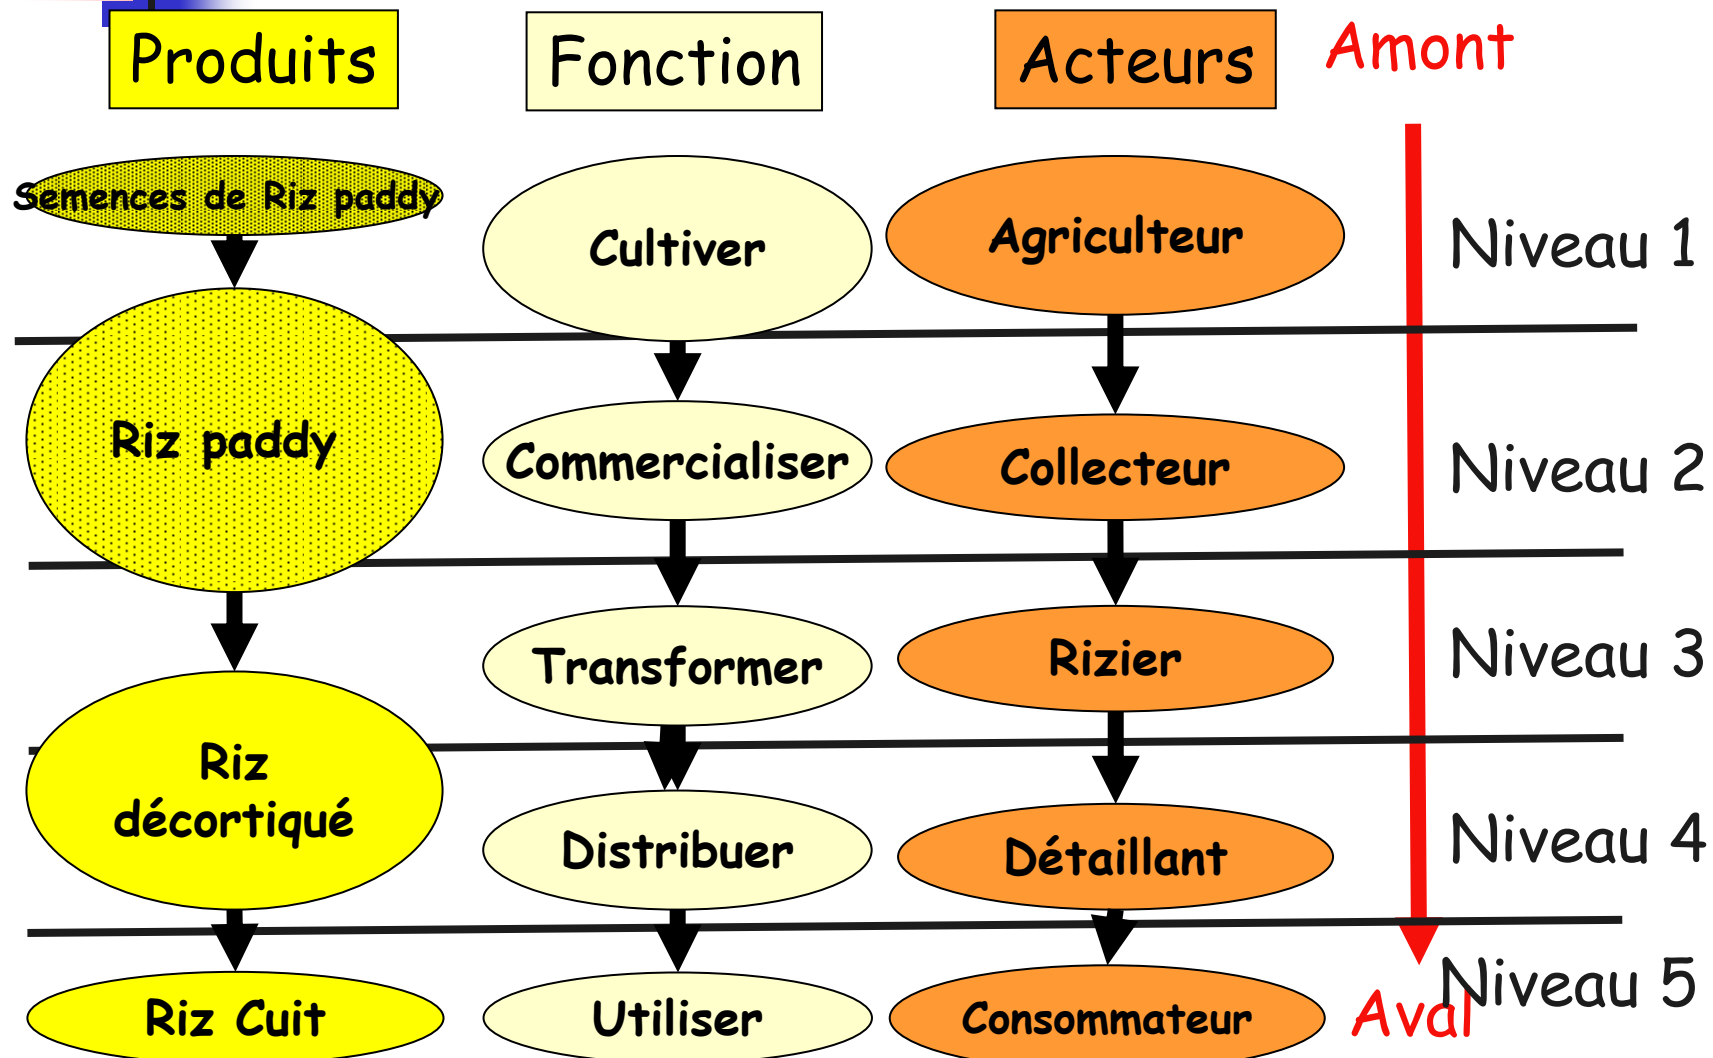 Produits
Fonction
Acteurs
Amont
Semences de Riz paddy
Cultiver
Agriculteur
Niveau 1
Riz paddy
Commercialiser
Collecteur
Niveau 2
Transformer
Rizier
Niveau 3
Riz
décortiqué
Distribuer
Détaillant
Niveau 4
Riz Cuit
Utiliser
Consommateur
Aval
Niveau 5